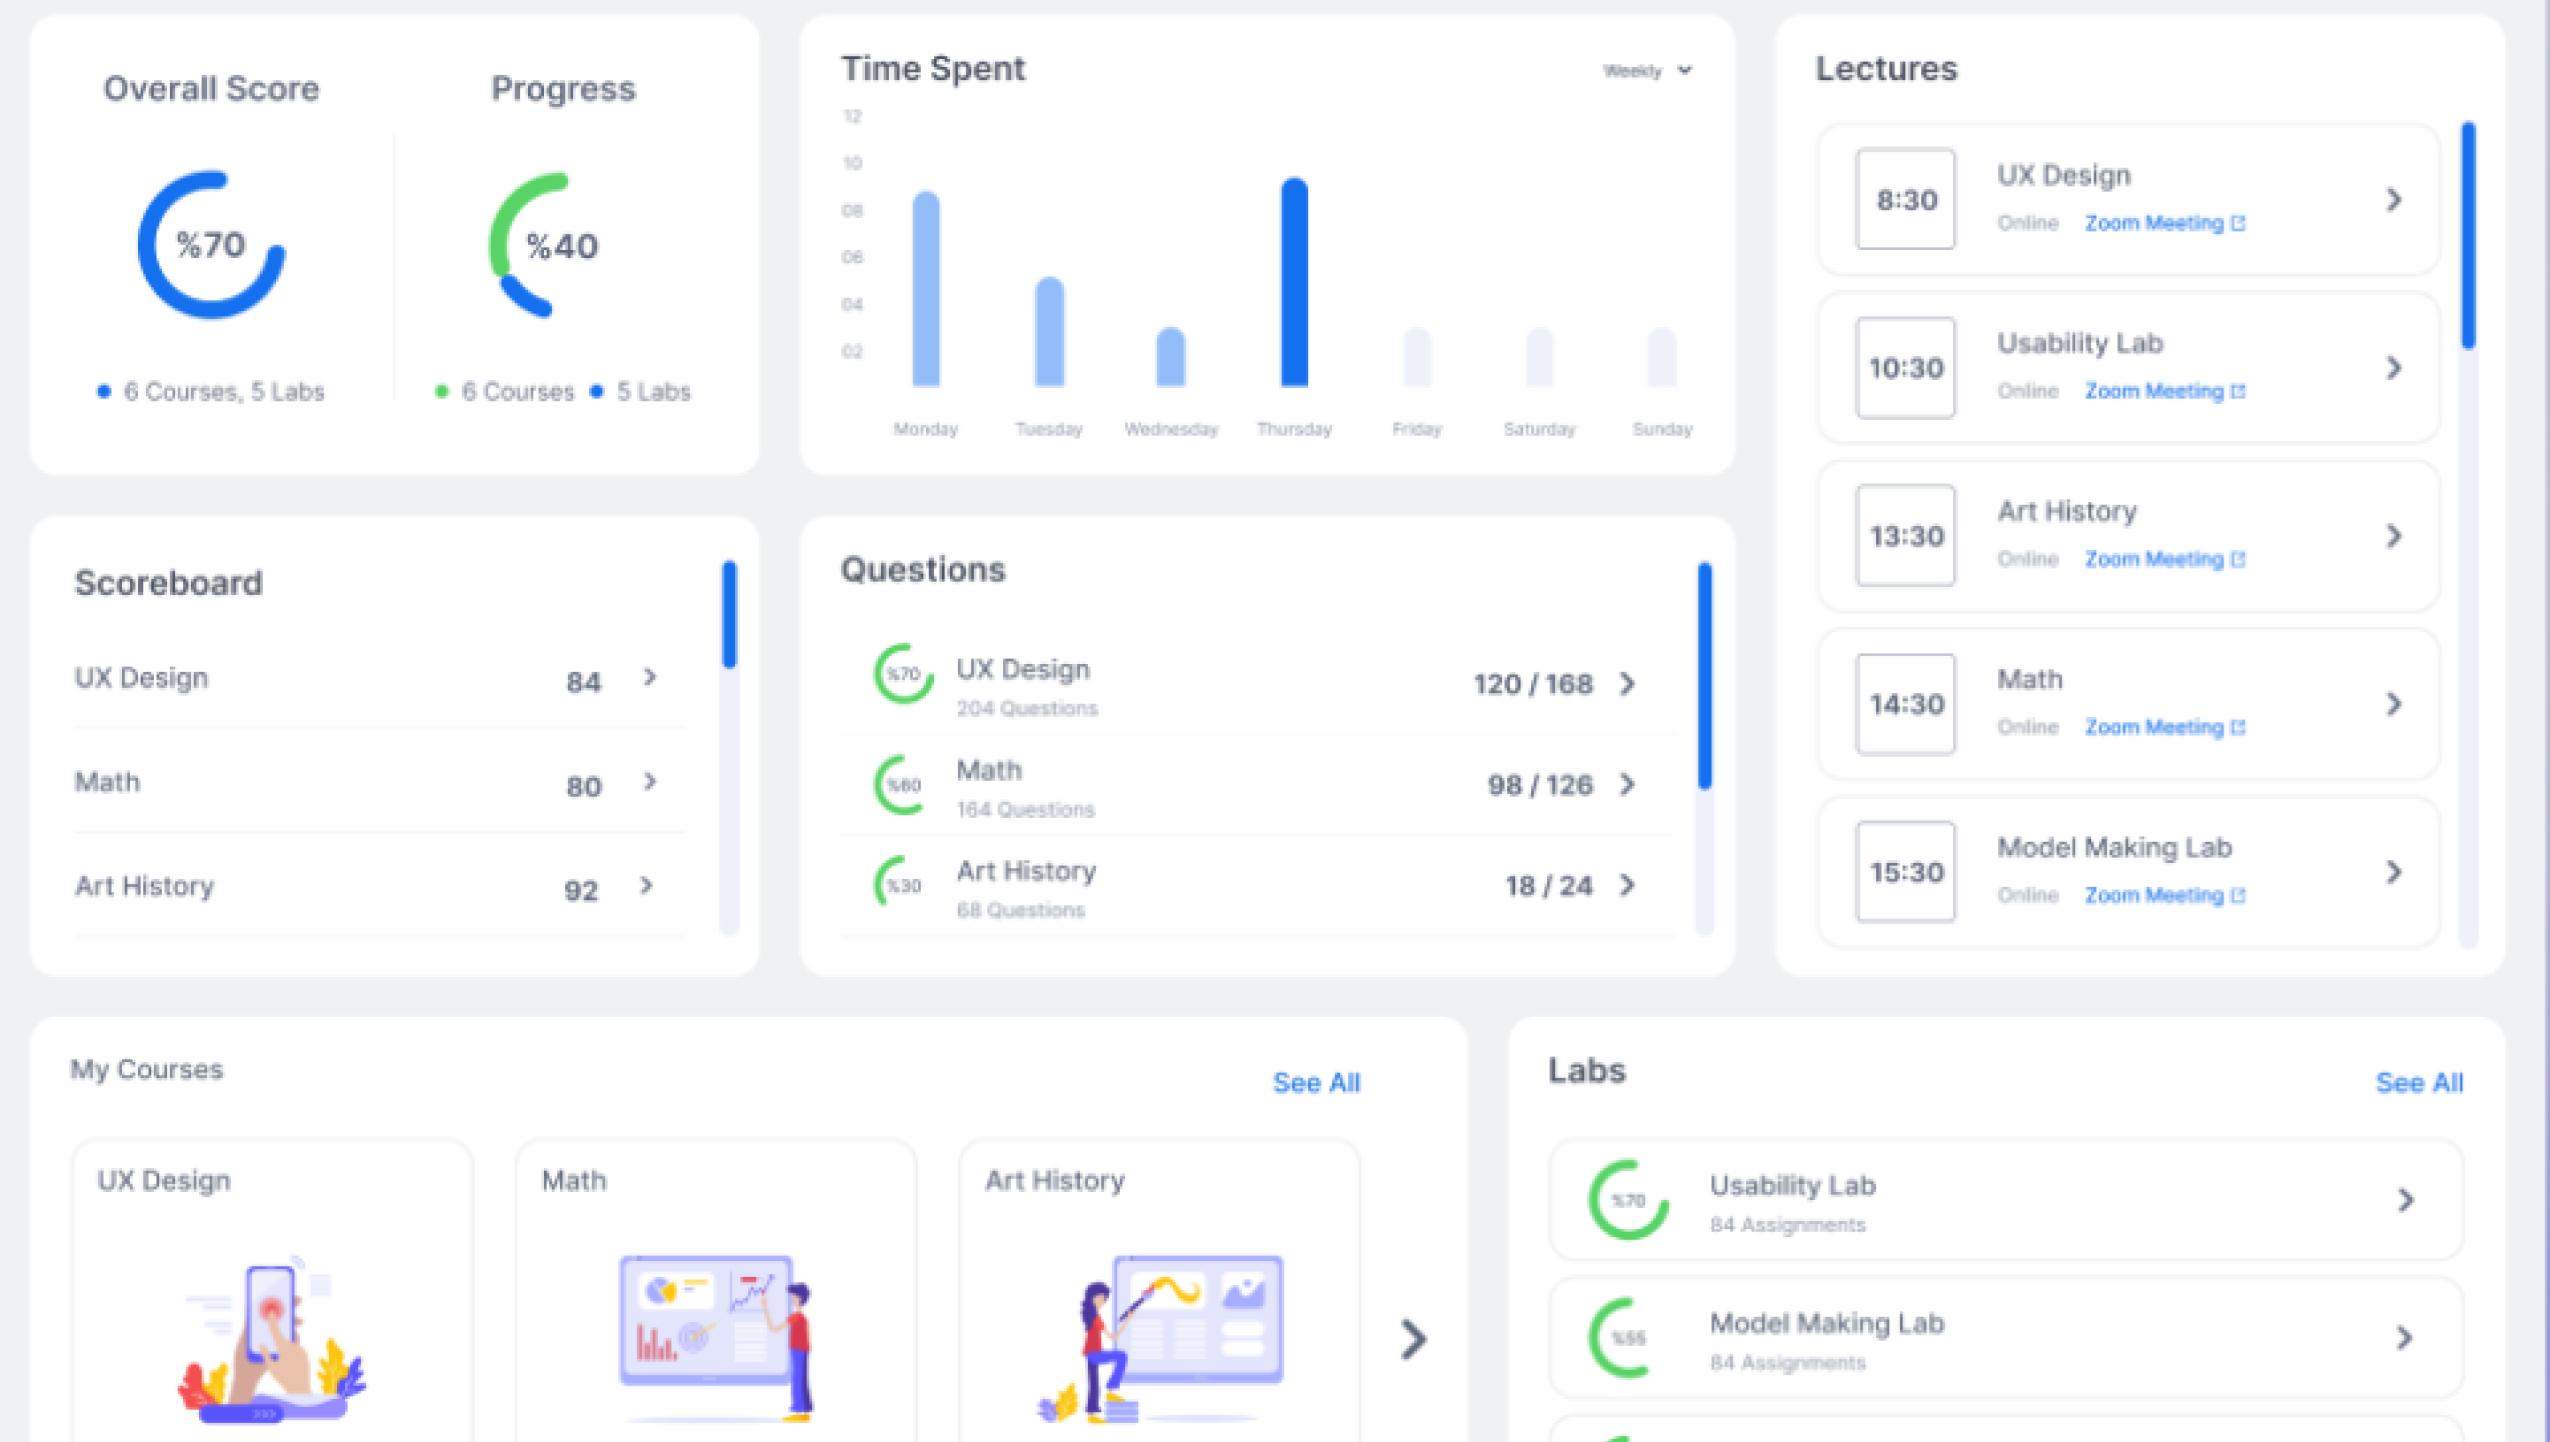 Overall Score
Progress
%70
%40
6 Courses, 5 Labs
6 Courses
5 Labs
Time Spent
Weekly
12
10
08
06
04
02
Monday
Tuesday
Wednesday
Thursday
Friday
Saturday
Sunday
Lectures
8:30
UX Design
Online Zoom Meeting
10:30
Usability Lab
Online Zoom Meeting
13:30
Art History
Online Zoom Meeting
14:30
Math
Online Zoom Meeting
15:30
Model Making Lab
Online Zoom Meeting
Scoreboard
UX Design 84
Math 80
Art History 92
Questions
%70
UX Design
204 Questions
120 / 168
%60
Math
164 Questions
98 / 126
%30
Art History
68 Questions
18 / 24
My Courses
See All
UX Design
Math
Art History
Labs
See All
%70
Usability Lab
84 Assignments
%55
Model Making Lab
84 Assignments